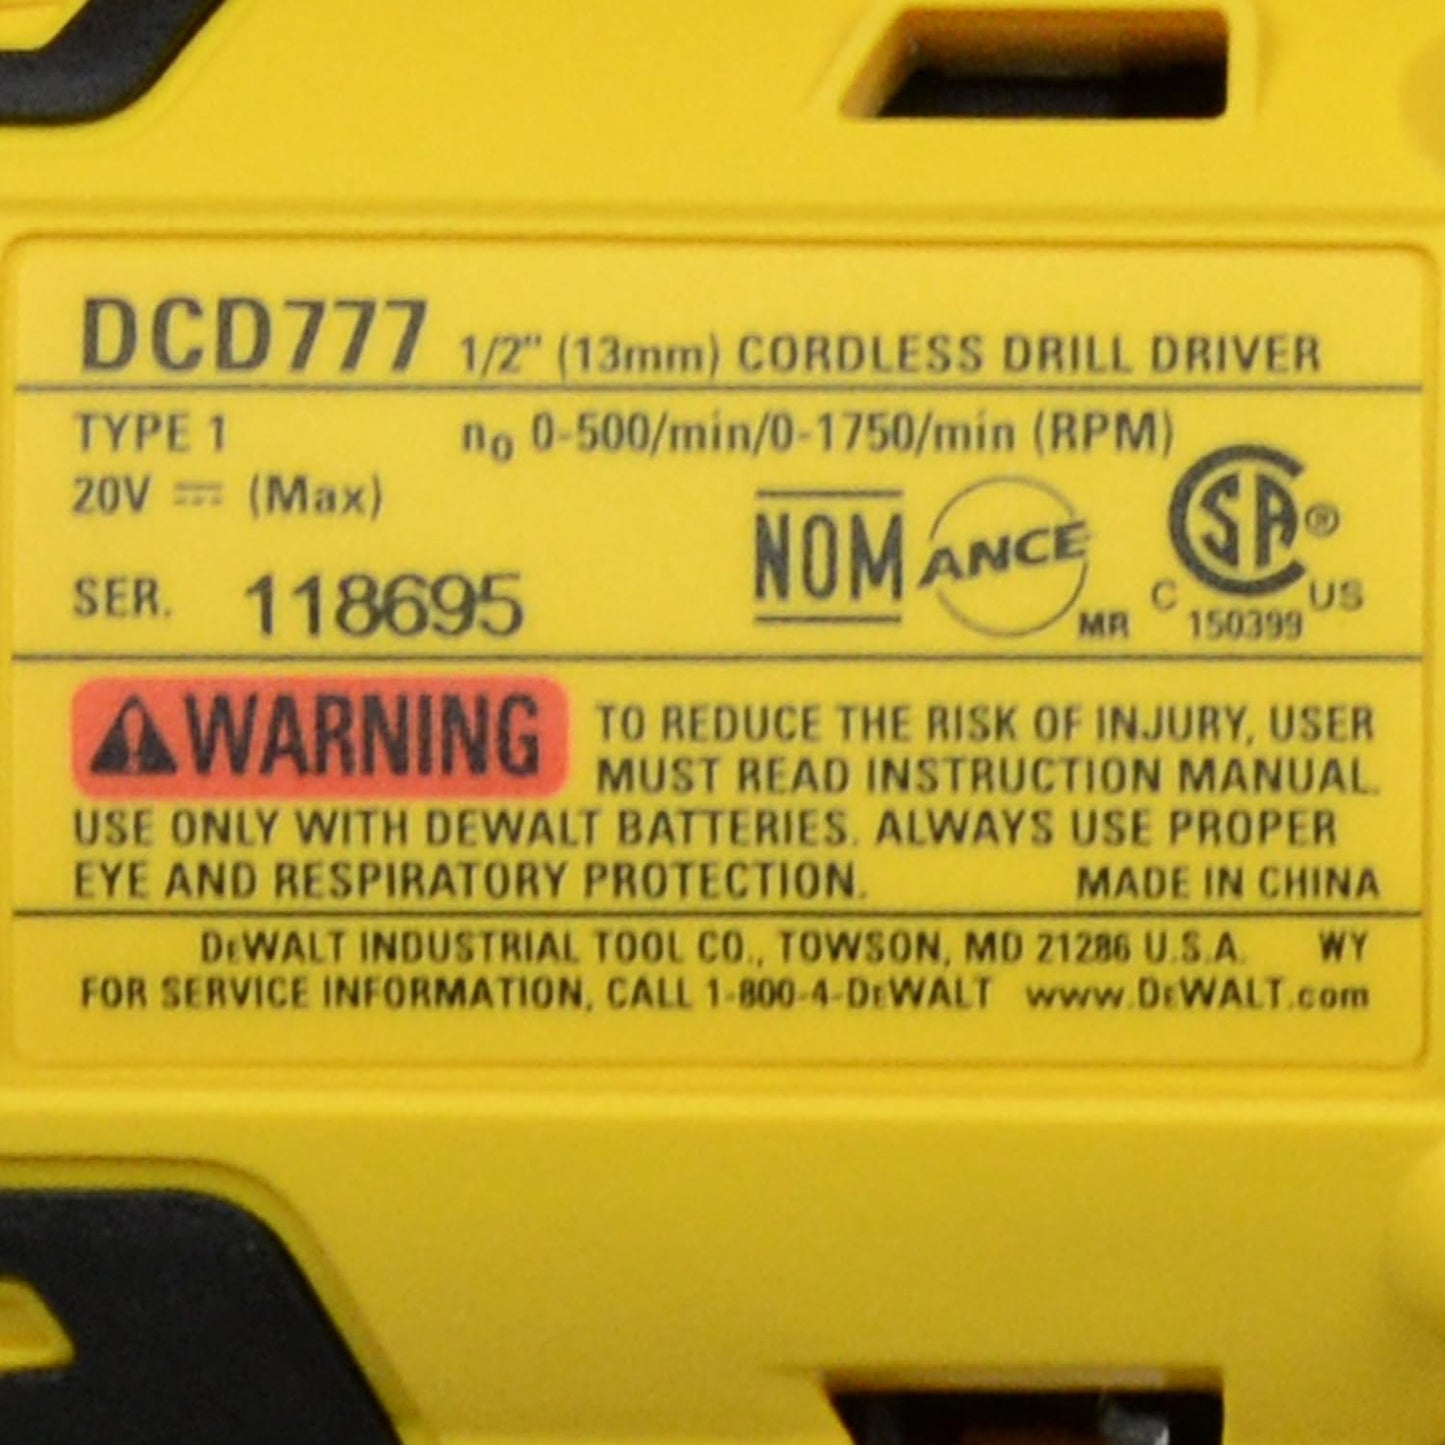 DCD777 1/2" (13mm) CORDLESS DRILL DRIVER
TYPE 1 n₀ 0-500/min/0-1750/min (RPM)
20V ⎓ (Max)
NOM ANCE MR
CSA® C US 150399
SER. 118695
WARNING TO REDUCE THE RISK OF INJURY, USER
MUST READ INSTRUCTION MANUAL.
USE ONLY WITH DEWALT BATTERIES. ALWAYS USE PROPER
EYE AND RESPIRATORY PROTECTION. MADE IN CHINA
DeWALT INDUSTRIAL TOOL CO., TOWSON, MD 21286 U.S.A. WY
FOR SERVICE INFORMATION, CALL 1-800-4-DeWALT www.DeWALT.com